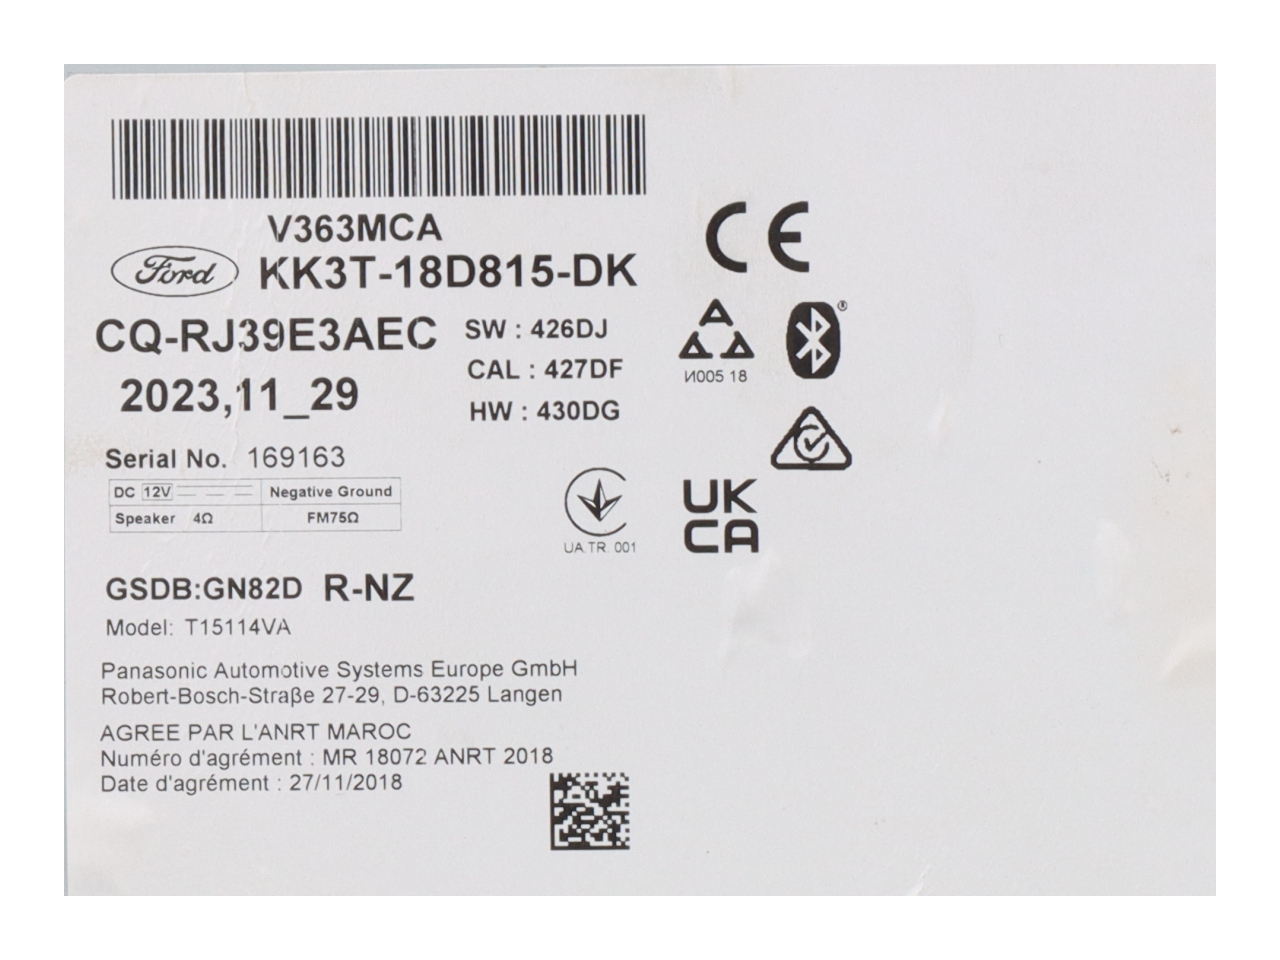 V363MCA
Ford KK3T-18D815-DK
CQ-RJ39E3AEC SW : 426DJ
CAL : 427DF
2023,11_29
HW : 430DG
Serial No. 169163
DC 12V Negative Ground
Speaker 4Ω FM75Ω
CE
®
И005 18
UA.TR. 001
UK
CA
GSDB:GN82D R-NZ
Model: T15114VA
Panasonic Automotive Systems Europe GmbH
Robert-Bosch-Straβe 27-29, D-63225 Langen
AGREE PAR L'ANRT MAROC
Numéro d'agrément : MR 18072 ANRT 2018
Date d'agrément : 27/11/2018